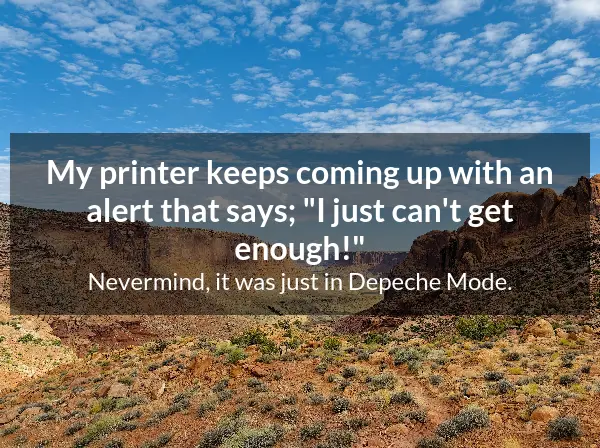 My printer keeps coming up with an
alert that says; "I just can't get
enough!"
Nevermind, it was just in Depeche Mode.